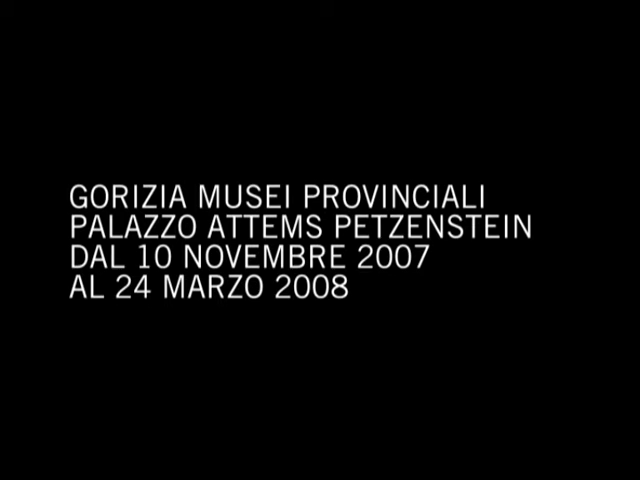 GORIZIA MUSEI PROVINCIALI
PALAZZO ATTEMS PETZENSTEIN
DAL 10 NOVEMBRE 2007
AL 24 MARZO 2008